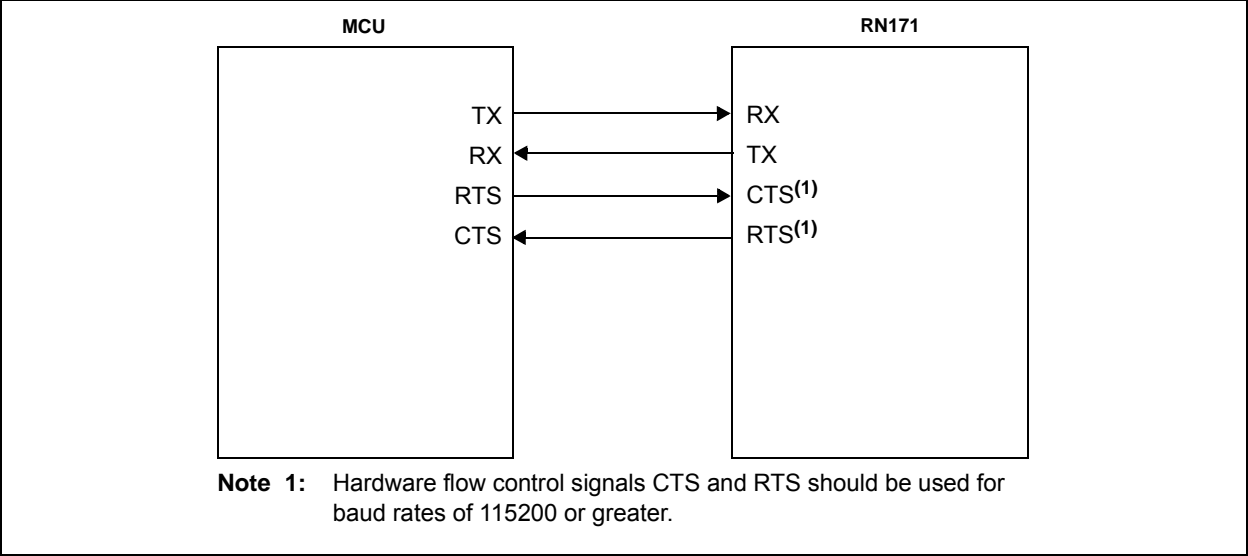 MCU
RN171
TX
RX
RX
TX
RTS
CTS(1)
CTS
RTS(1)
Note 1: Hardware flow control signals CTS and RTS should be used for
baud rates of 115200 or greater.